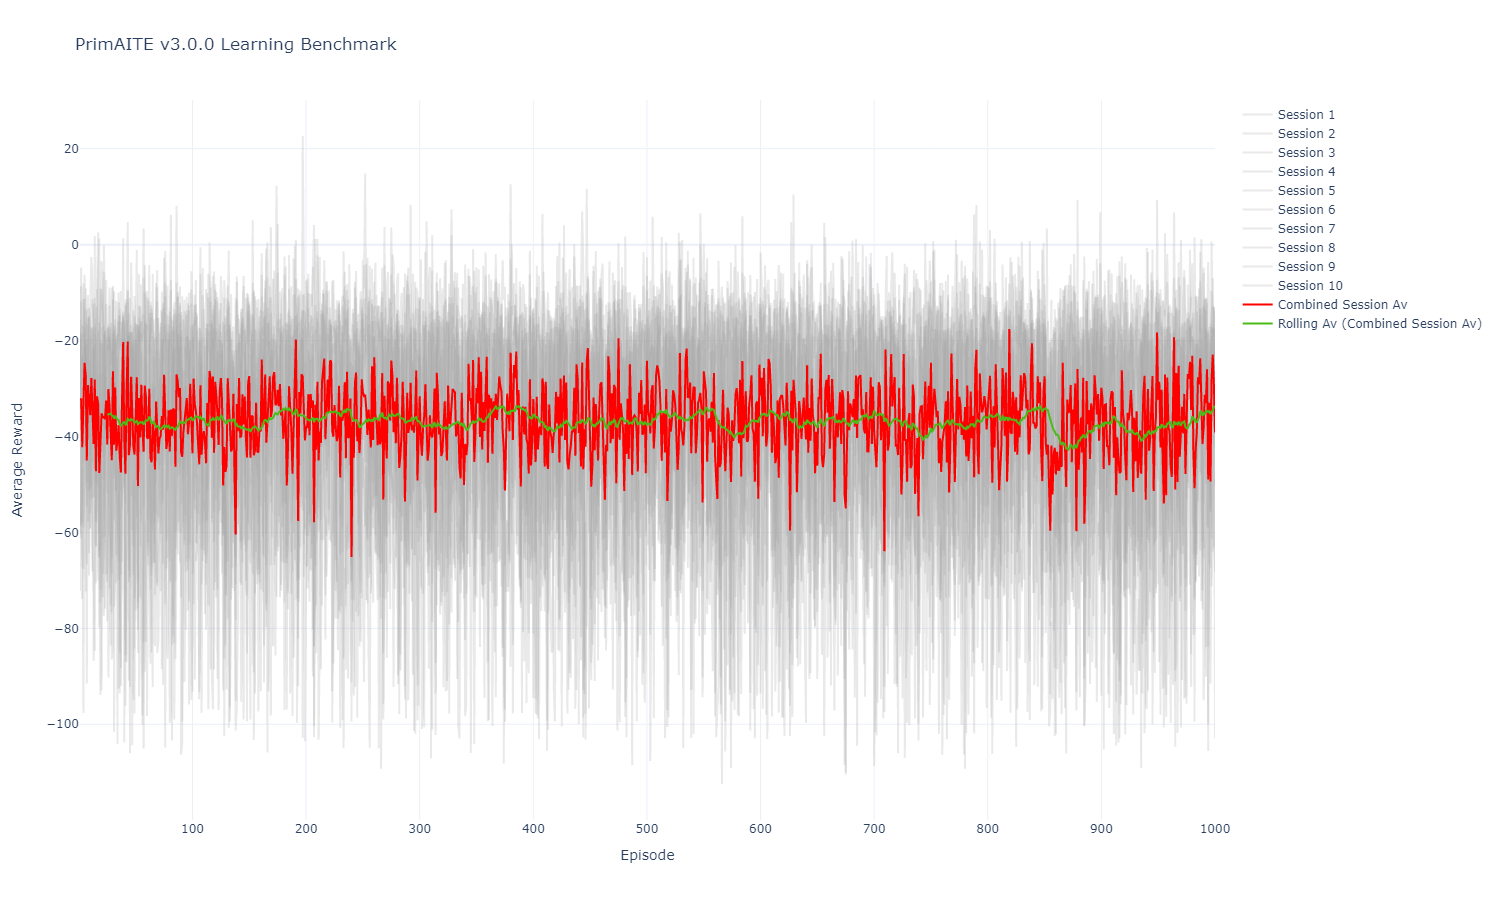 PrimAITE v3.0.0 Learning Benchmark
Session 1
Session 2
Session 3
Session 4
Session 5
Session 6
Session 7
Session 8
Session 9
Session 10
Combined Session Av
Rolling Av (Combined Session Av)
Average Reward
20
0
−20
−40
−60
−80
−100
100
200
300
400
500
600
700
800
900
1000
Episode